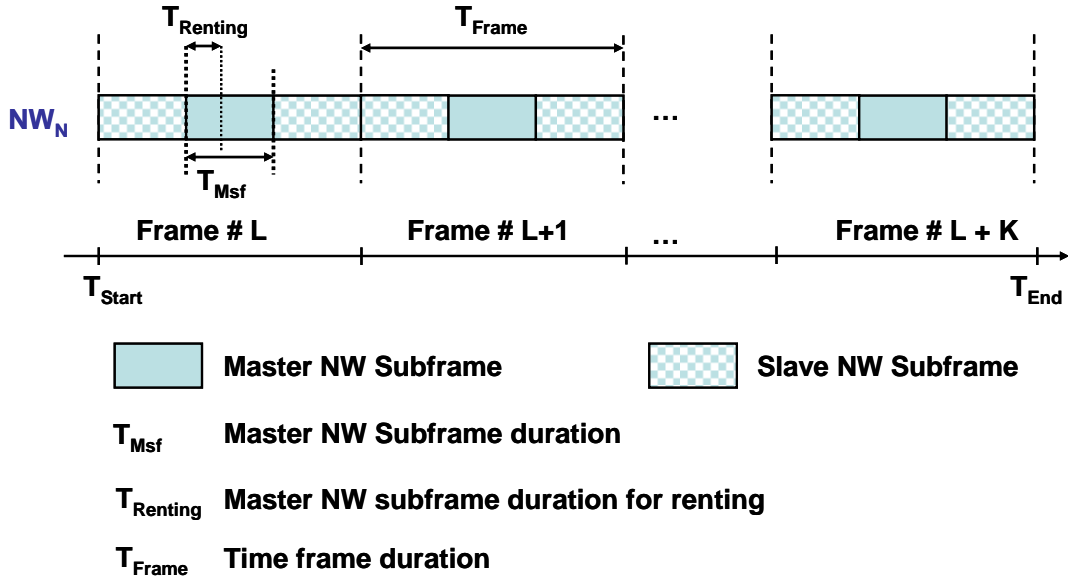 T_Renting
T_Frame
NW_N
...
T_Msf
Frame # L
Frame # L+1
...
Frame # L + K
T_Start
T_End
Master NW Subframe
Slave NW Subframe
T_Msf Master NW Subframe duration
T_Renting Master NW subframe duration for renting
T_Frame Time frame duration